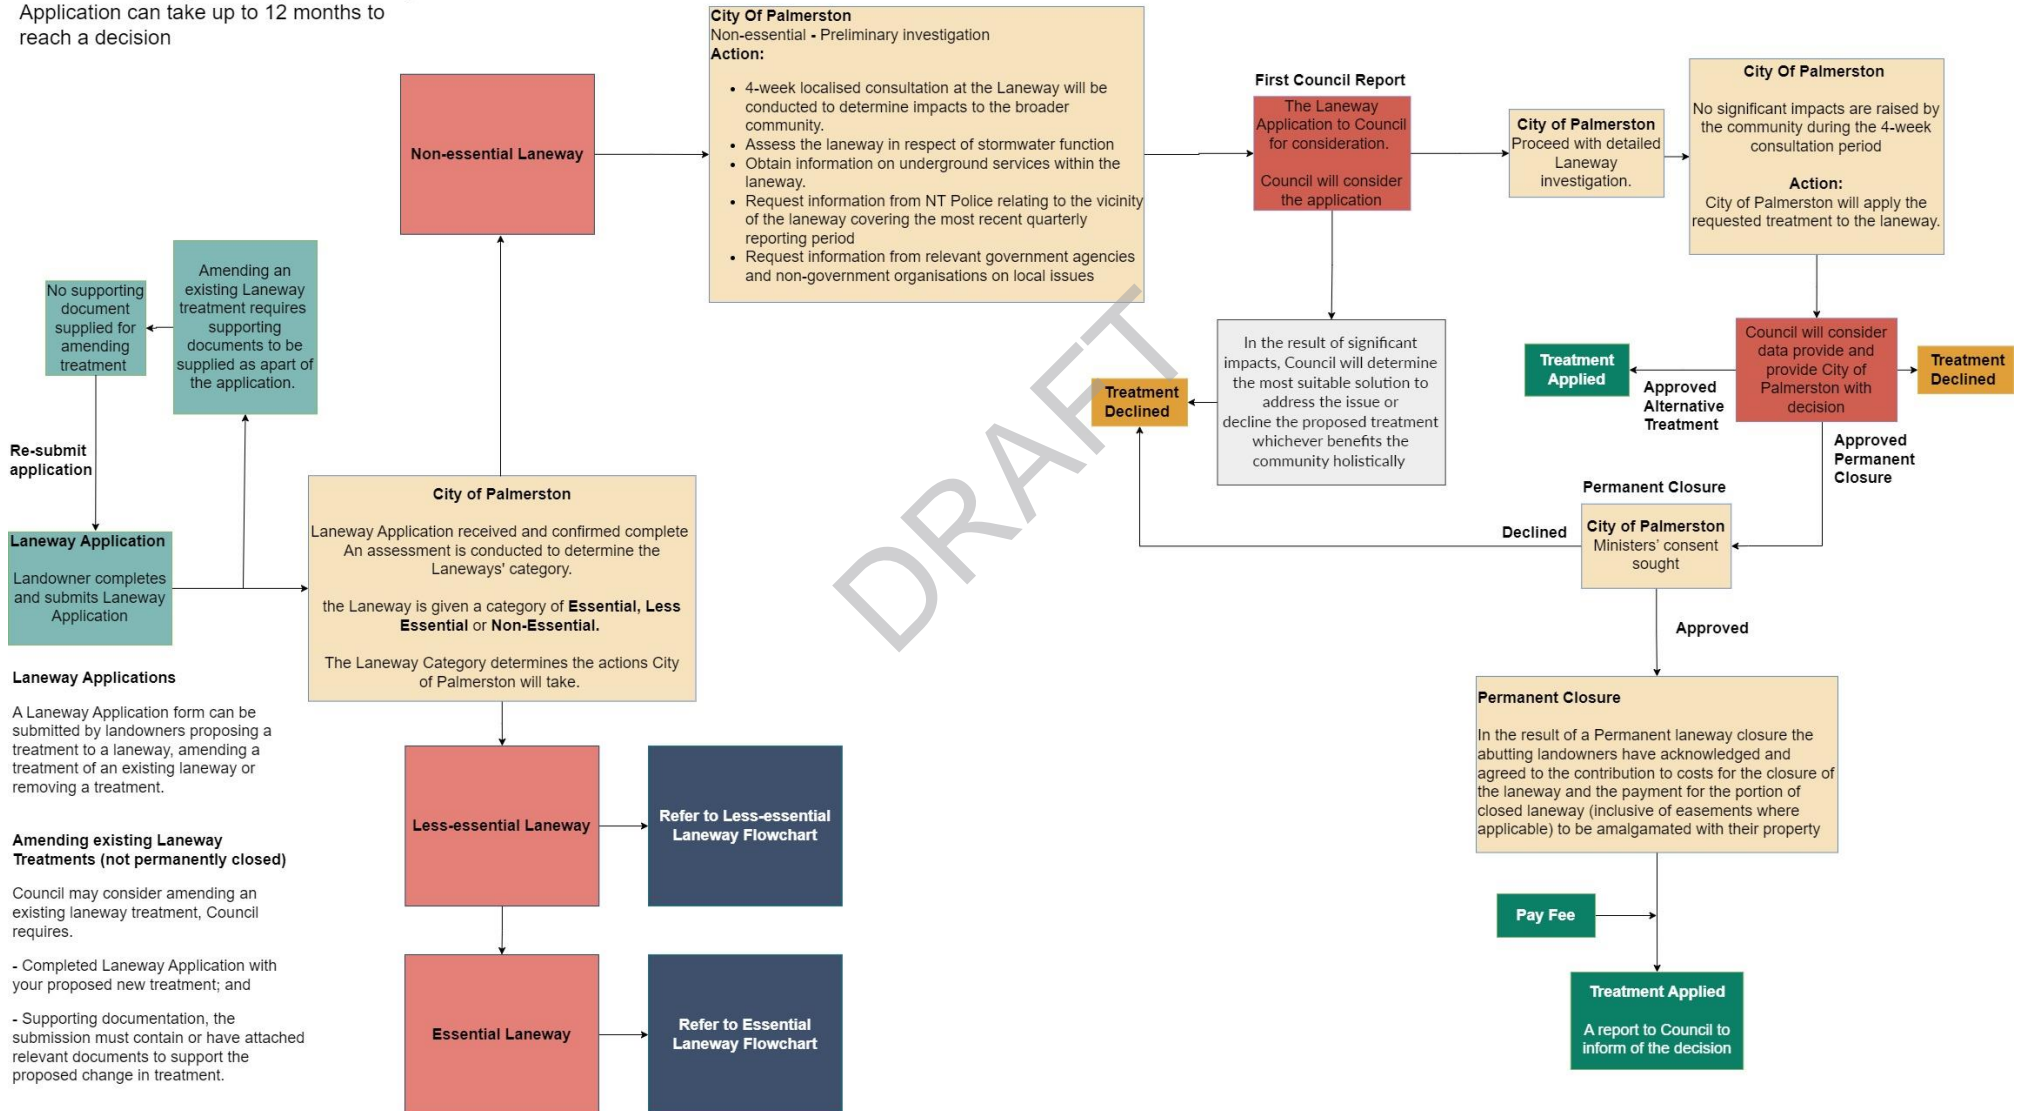 Application can take up to 12 months to
reach a decision
City Of Palmerston
Non-essential - Preliminary investigation
Action:
• 4-week localised consultation at the Laneway will be
conducted to determine impacts to the broader
community.
• Assess the laneway in respect of stormwater function
• Obtain information on underground services within the
laneway.
• Request information from NT Police relating to the vicinity
of the laneway covering the most recent quarterly
reporting period
• Request information from relevant government agencies
and non-government organisations on local issues
Non-essential Laneway
First Council Report
The Laneway
Application to Council
for consideration.
Council will consider
the application
City of Palmerston
Proceed with detailed
Laneway
investigation.
City Of Palmerston
No significant impacts are raised by
the community during the 4-week
consultation period
Action:
City of Palmerston will apply the
requested treatment to the laneway.
Amending an
existing Laneway
treatment requires
supporting
documents to be
supplied as apart of
the application.
No supporting
document
supplied for
amending
treatment
Re-submit
application
Laneway Application
Landowner completes
and submits Laneway
Application
City of Palmerston
Laneway Application received and confirmed complete
An assessment is conducted to determine the
Laneways' category.
the Laneway is given a category of Essential, Less
Essential or Non-Essential.
The Laneway Category determines the actions City
of Palmerston will take.
In the result of significant
impacts, Council will determine
the most suitable solution to
address the issue or
decline the proposed treatment
whichever benefits the
community holistically
Treatment
Declined
Treatment
Applied
Approved
Alternative
Treatment
Council will consider
data provide and
provide City of
Palmerston with
decision
Treatment
Declined
Approved
Permanent
Closure
Permanent Closure
City of Palmerston
Ministers' consent
sought
Declined
Approved
Permanent Closure
In the result of a Permanent laneway closure the
abutting landowners have acknowledged and
agreed to the contribution to costs for the closure of
the laneway and the payment for the portion of
closed laneway (inclusive of easements where
applicable) to be amalgamated with their property
Pay Fee
Treatment Applied
A report to Council to
inform of the decision
DRAFT
Laneway Applications
A Laneway Application form can be
submitted by landowners proposing a
treatment to a laneway, amending a
treatment of an existing laneway or
removing a treatment.
Amending existing Laneway
Treatments (not permanently closed)
Council may consider amending an
existing laneway treatment, Council
requires.
- Completed Laneway Application with
your proposed new treatment; and
- Supporting documentation, the
submission must contain or have attached
relevant documents to support the
proposed change in treatment.
Less-essential Laneway
Refer to Less-essential
Laneway Flowchart
Essential Laneway
Refer to Essential
Laneway Flowchart